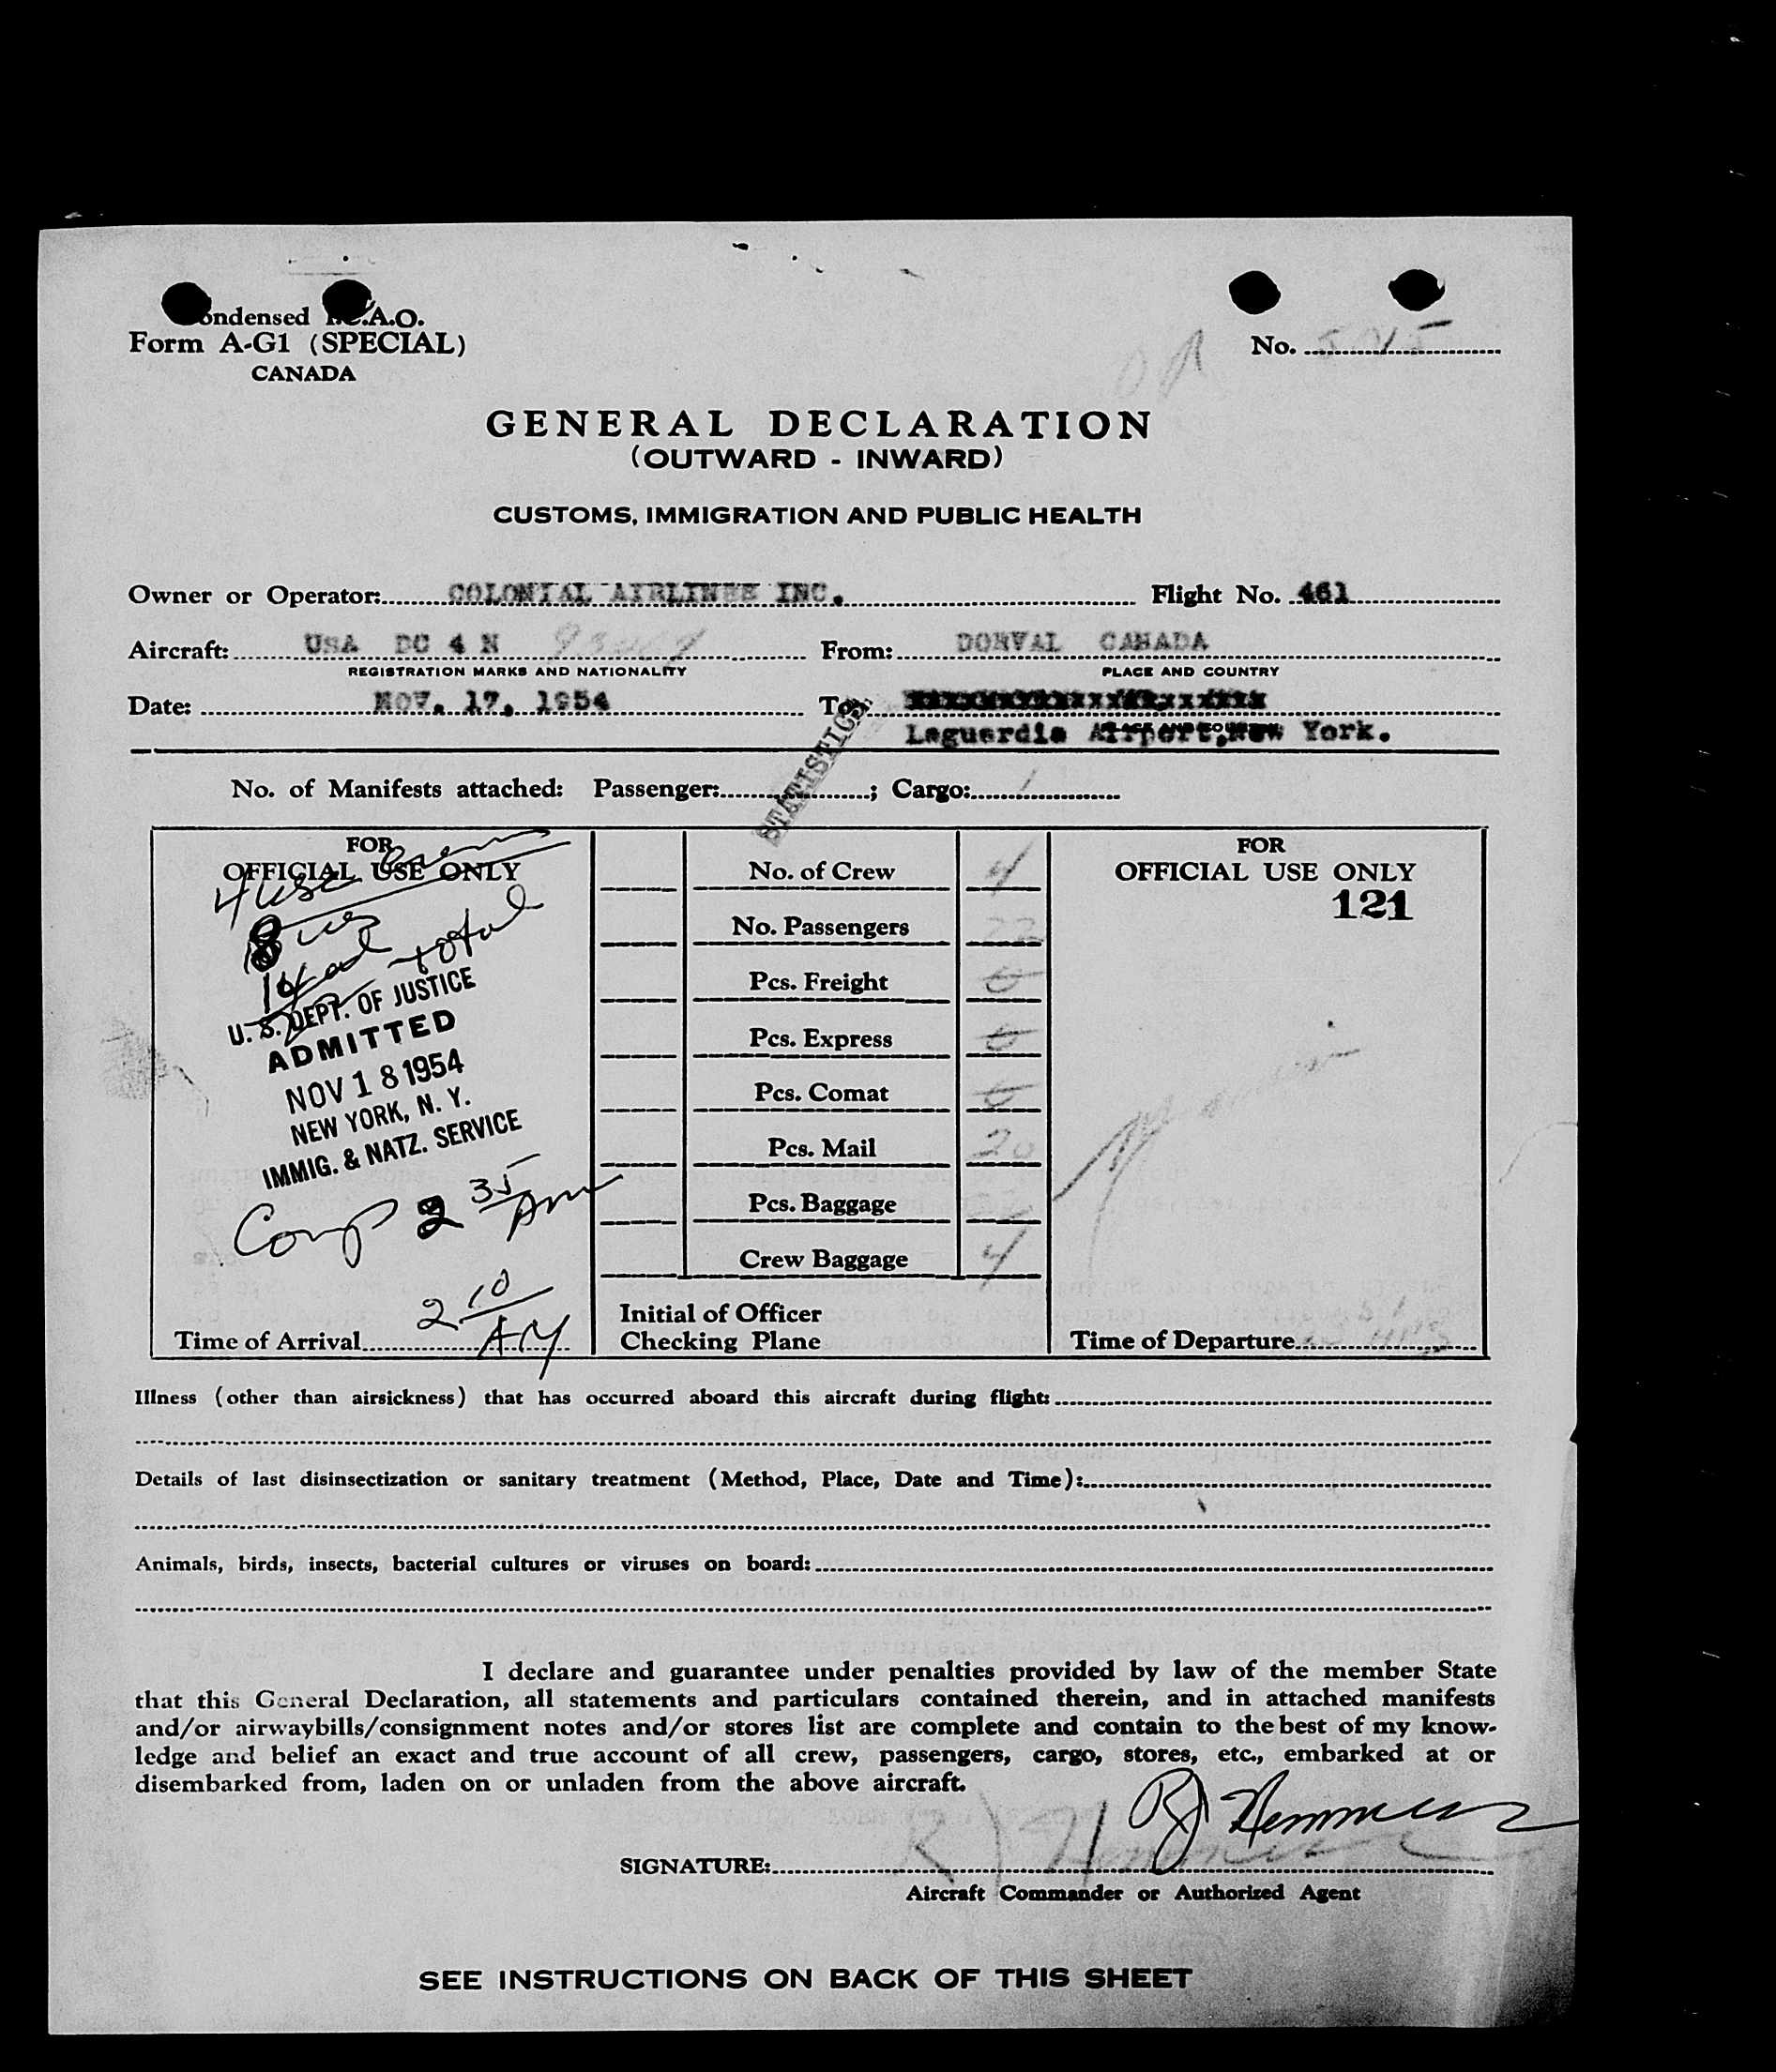 Condensed I.C.A.O.
Form A-G1 (SPECIAL)
CANADA
No.
GENERAL DECLARATION
(OUTWARD - INWARD)
CUSTOMS, IMMIGRATION AND PUBLIC HEALTH
Owner or Operator: COLONIAL AIRLINES INC. Flight No. 461
Aircraft: USA DC 4 N From: DORVAL CANADA
REGISTRATION MARKS AND NATIONALITY PLACE AND COUNTRY
Date: NOV. 17, 1954 To:
Laguardia Airport, New York.
STATISTICS
No. of Manifests attached: Passenger: ; Cargo: 1
FOR
OFFICIAL USE ONLY
4 usc
8 us
total
U. S. DEPT. OF JUSTICE
ADMITTED
NOV 18 1954
NEW YORK, N. Y.
IMMIG. & NATZ. SERVICE
Comp 2 35 Am
2 10
Time of Arrival AM
No. of Crew 4
No. Passengers 22
Pcs. Freight
Pcs. Express
Pcs. Comat
Pcs. Mail 20
Pcs. Baggage
Crew Baggage 4
Initial of Officer
Checking Plane
FOR
OFFICIAL USE ONLY
121
Time of Departure
Illness (other than airsickness) that has occurred aboard this aircraft during flight:
Details of last disinsectization or sanitary treatment (Method, Place, Date and Time):
Animals, birds, insects, bacterial cultures or viruses on board:
I declare and guarantee under penalties provided by law of the member State
that this General Declaration, all statements and particulars contained therein, and in attached manifests
and/or airwaybills/consignment notes and/or stores list are complete and contain to the best of my know-
ledge and belief an exact and true account of all crew, passengers, cargo, stores, etc., embarked at or
disembarked from, laden on or unladen from the above aircraft.
SIGNATURE:
Aircraft Commander or Authorized Agent
SEE INSTRUCTIONS ON BACK OF THIS SHEET